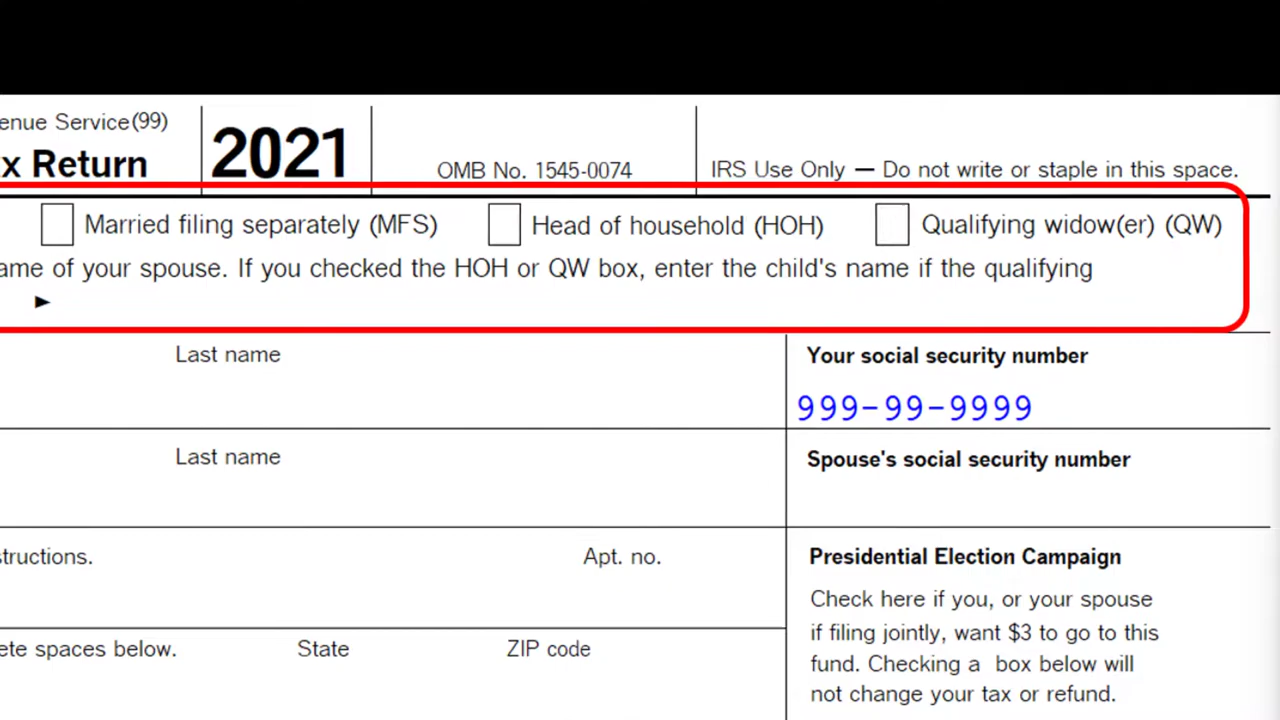 enue Service (99)
x Return
2021
OMB No. 1545-0074
IRS Use Only — Do not write or staple in this space.
Married filing separately (MFS) Head of household (HOH) Qualifying widow(er) (QW)
ame of your spouse. If you checked the HOH or QW box, enter the child's name if the qualifying
►
Last name
Your social security number
999-99-9999
Last name
Spouse's social security number
structions.
Apt. no.
Presidential Election Campaign
Check here if you, or your spouse
if filing jointly, want $3 to go to this
fund. Checking a box below will
not change your tax or refund.
ete spaces below.
State
ZIP code